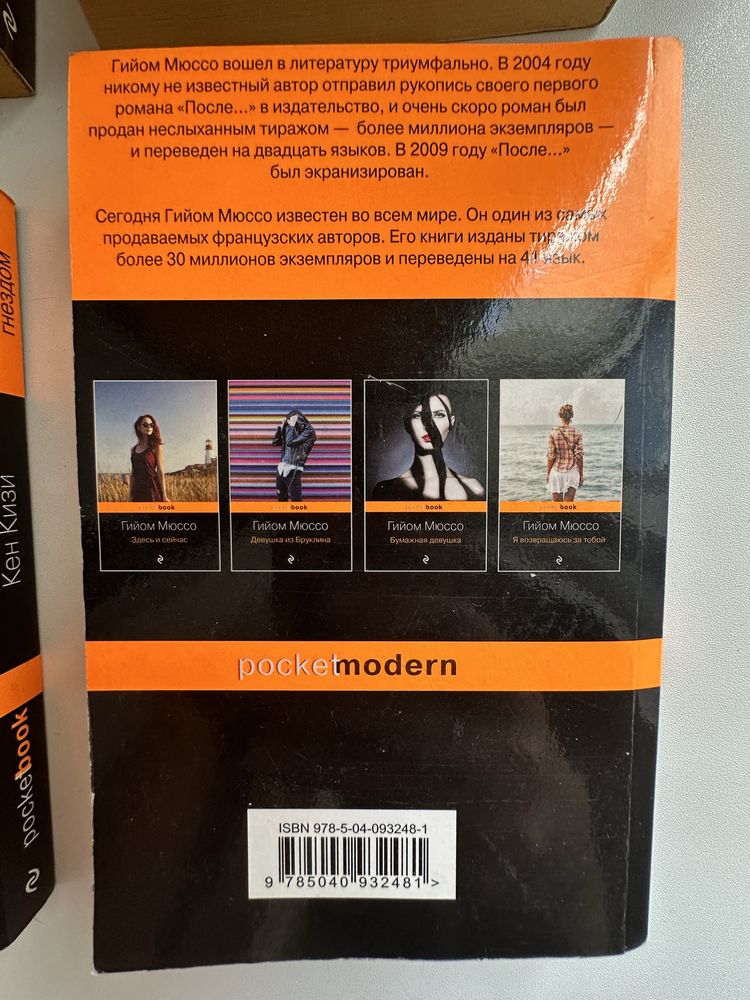 Гийом Мюссо вошел в литературу триумфально. В 2004 году
никому не известный автор отправил рукопись своего первого
романа «После...» в издательство, и очень скоро роман был
продан неслыханным тиражом — более миллиона экземпляров —
и переведен на двадцать языков. В 2009 году «После...»
был экранизирован.
Сегодня Гийом Мюссо известен во всем мире. Он один из самых
продаваемых французских авторов. Его книги изданы тиражом
более 30 миллионов экземпляров и переведены на 41 язык.
pocketbook
Гийом Мюссо
Здесь и сейчас
pocketbook
Гийом Мюссо
Девушка из Бруклина
pocketbook
Гийом Мюссо
Бумажная девушка
pocketbook
Гийом Мюссо
Я возвращаюсь за тобой
pocketmodern
ISBN 978-5-04-093248-1
9 785040 932481 >
гнездом
Кен Кизи
pocketbook